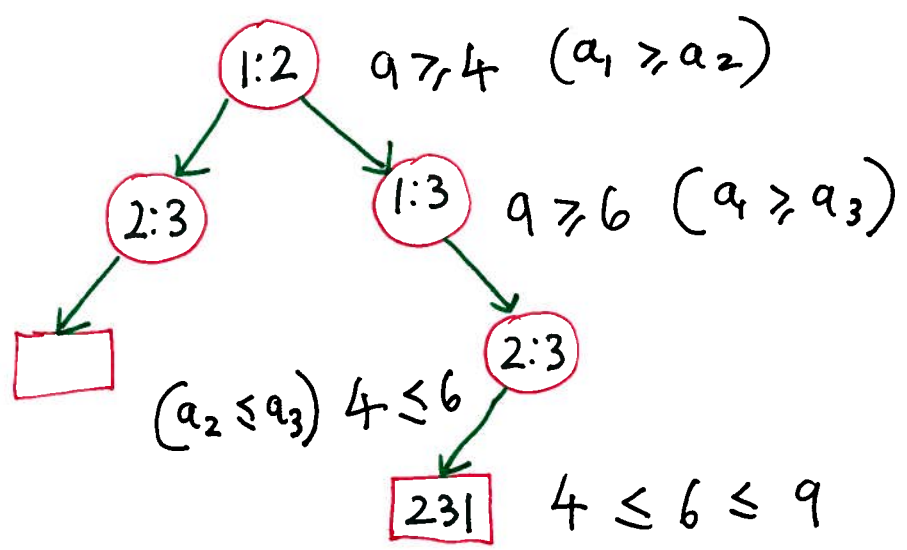 1:2 9 ≥ 4 (a₁ ≥ a₂)
2:3 1:3 9 ≥ 6 (a₁ ≥ a₃)
2:3
(a₂ ≤ a₃) 4 ≤ 6
231 4 ≤ 6 ≤ 9